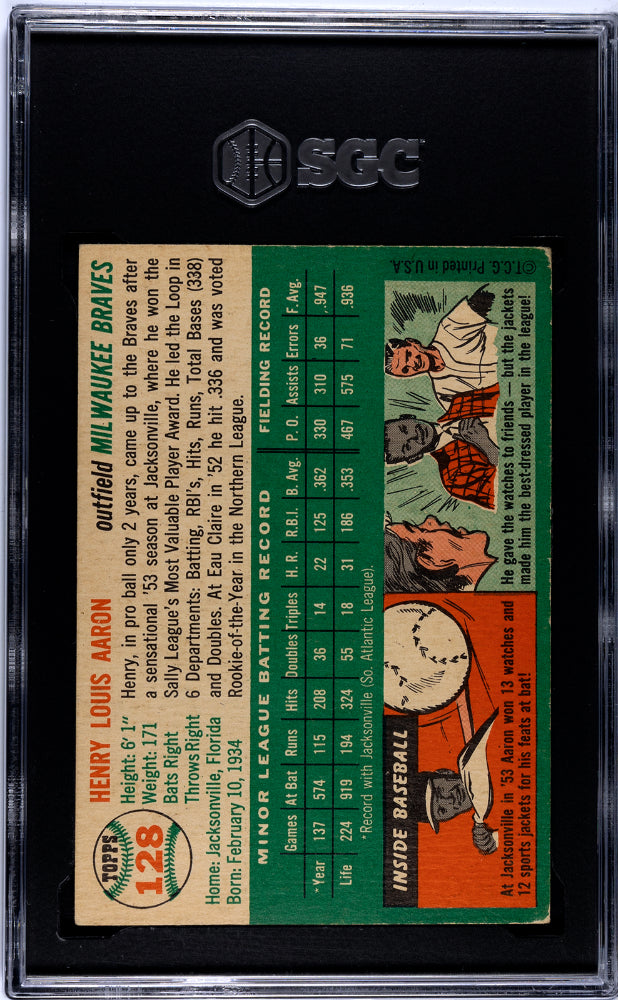 SGC
TOPPS
128
HENRY LOUIS AARON
outfield MILWAUKEE BRAVES
Height: 6' 1"
Weight: 171
Bats Right
Throws Right
Home: Jacksonville, Florida
Born: February 10, 1934
Henry, in pro ball only 2 years, came up to the Braves after
a sensational '53 season at Jacksonville, where he won the
Sally League's Most Valuable Player Award. He led the Loop in
6 Departments: Batting, RBI's, Hits, Runs, Total Bases (338)
and Doubles. At Eau Claire in '52 he hit .336 and was voted
Rookie-of-the-Year in the Northern League.
MINOR LEAGUE BATTING RECORD FIELDING RECORD
Games At Bat Runs Hits Doubles Triples H. R. R.B.I. B. Avg. P. O. Assists Errors F. Avg.
*Year 137 574 115 208 36 14 22 125 .362 330 310 36 .947
Life 224 919 194 324 55 18 31 186 .353 467 575 71 .936
*Record with Jacksonville (So. Atlantic League).
©T.C.G. Printed in U.S.A.
INSIDE BASEBALL
At Jacksonville in '53 Aaron won 13 watches and
12 sports jackets for his feats at bat!
He gave the watches to friends — but the jackets
made him the best-dressed player in the league!